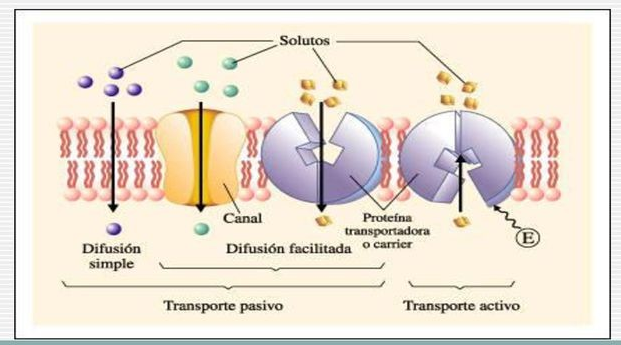 Solutos
Canal
Proteína
transportadora
o carrier
E
Difusión
simple
Difusión facilitada
Transporte pasivo
Transporte activo